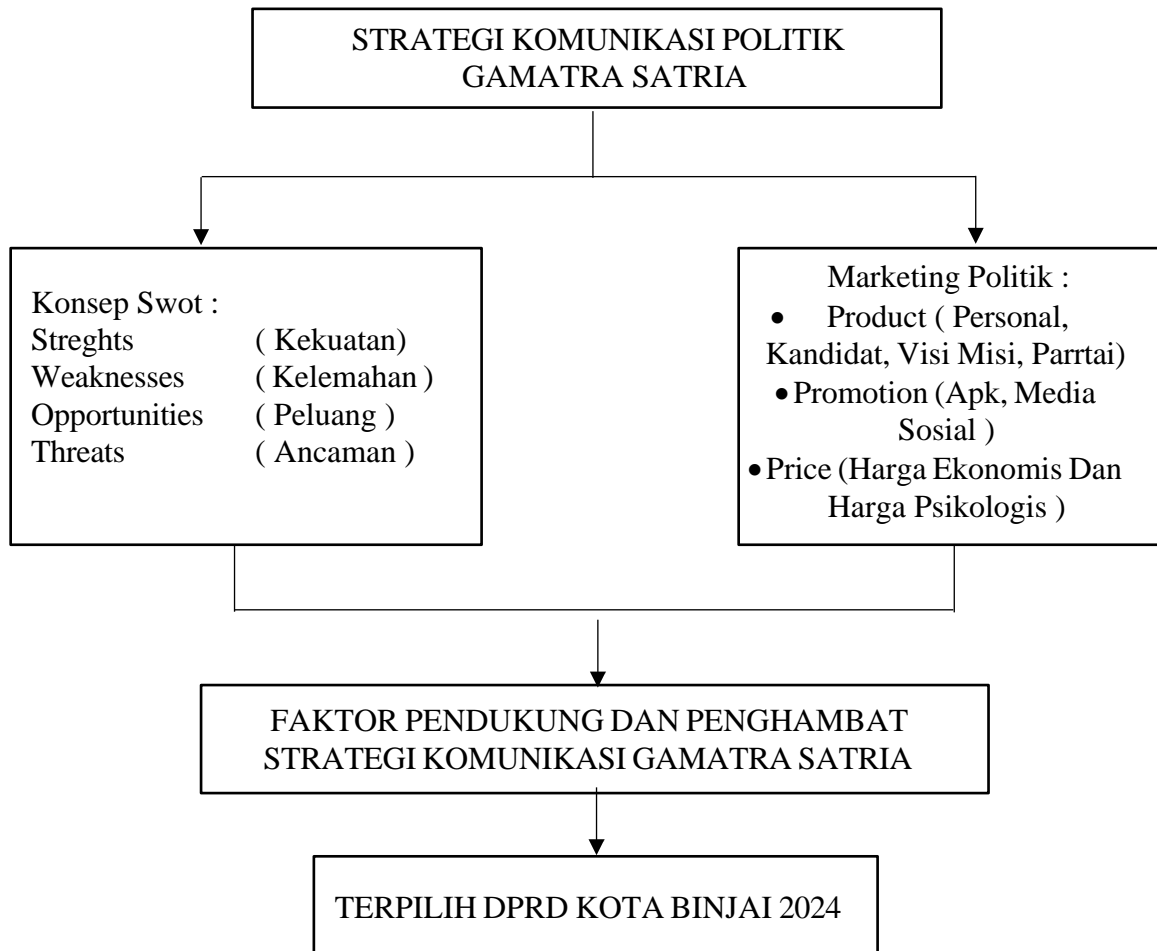 STRATEGI KOMUNIKASI POLITIK
GAMATRA SATRIA
Konsep Swot :
Streghts ( Kekuatan)
Weaknesses ( Kelemahan )
Opportunities ( Peluang )
Threats ( Ancaman )
Marketing Politik :
• Product ( Personal,
Kandidat, Visi Misi, Parrtai)
• Promotion (Apk, Media
Sosial )
• Price (Harga Ekonomis Dan
Harga Psikologis )
FAKTOR PENDUKUNG DAN PENGHAMBAT
STRATEGI KOMUNIKASI GAMATRA SATRIA
TERPILIH DPRD KOTA BINJAI 2024